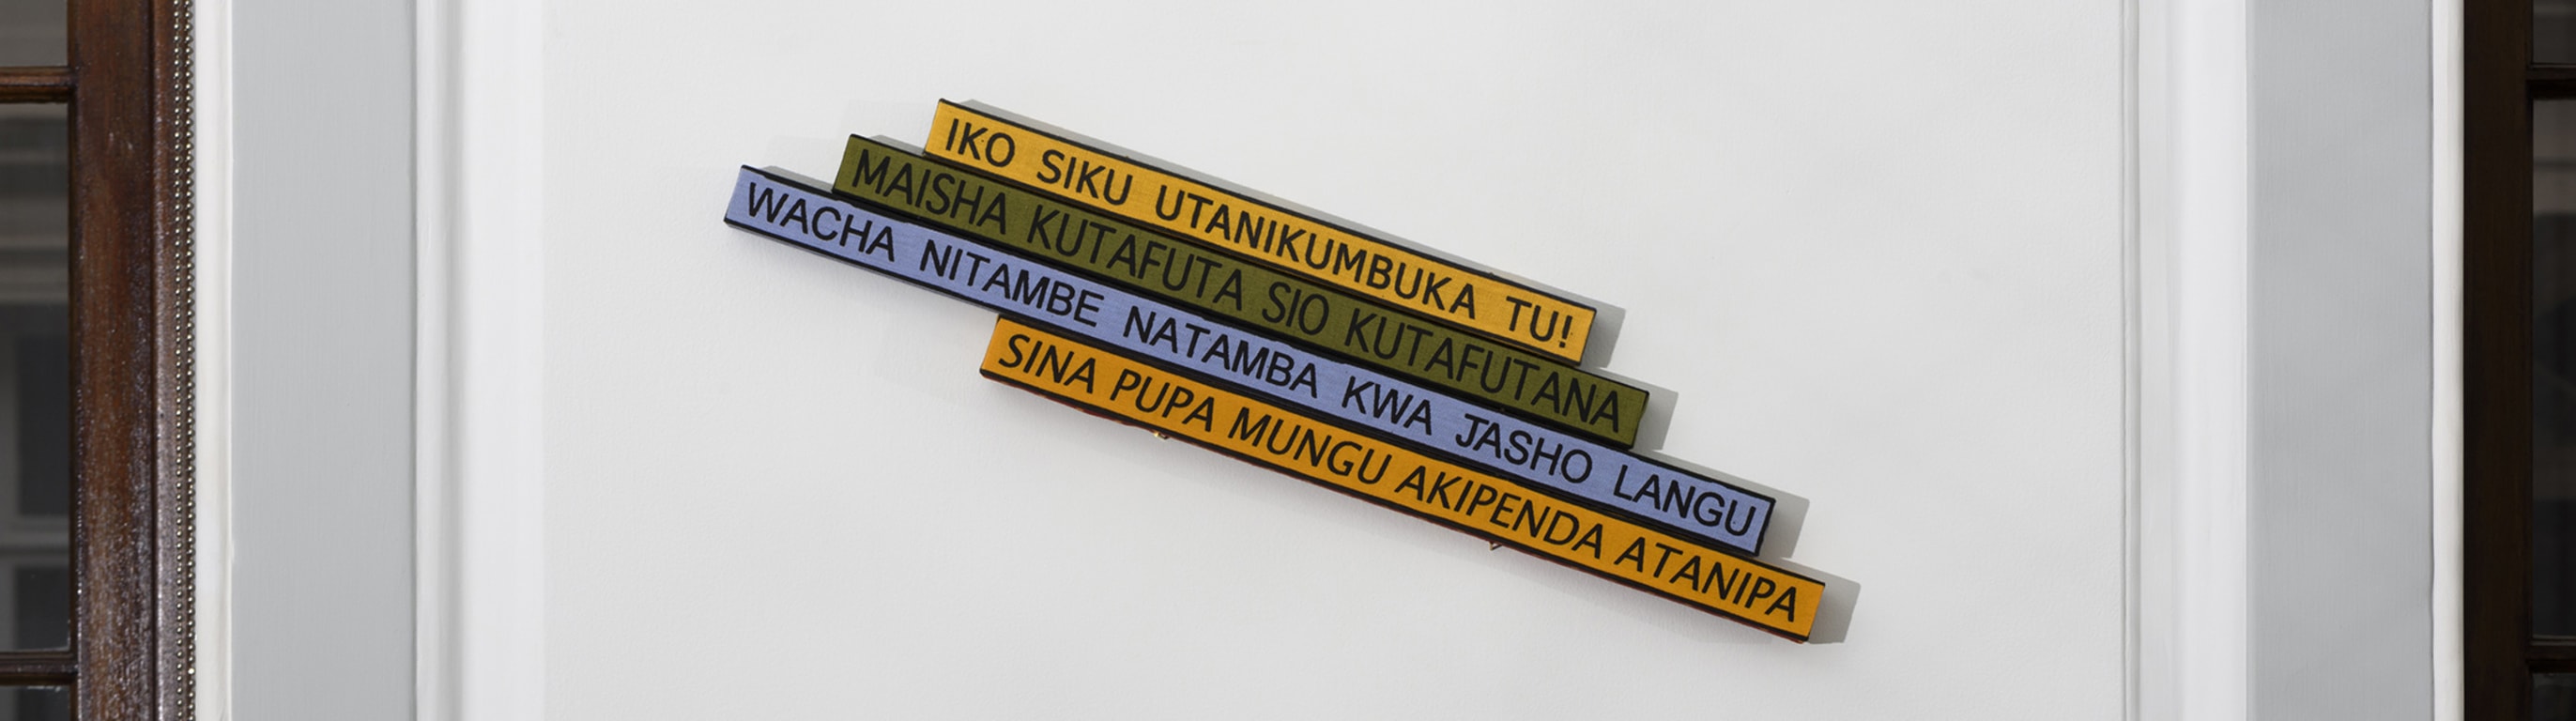 IKO SIKU UTANIKUMBUKA TU!
MAISHA KUTAFUTA SIO KUTAFUTANA
WACHA NITAMBE NATAMBA KWA JASHO LANGU
SINA PUPA MUNGU AKIPENDA ATANIPA